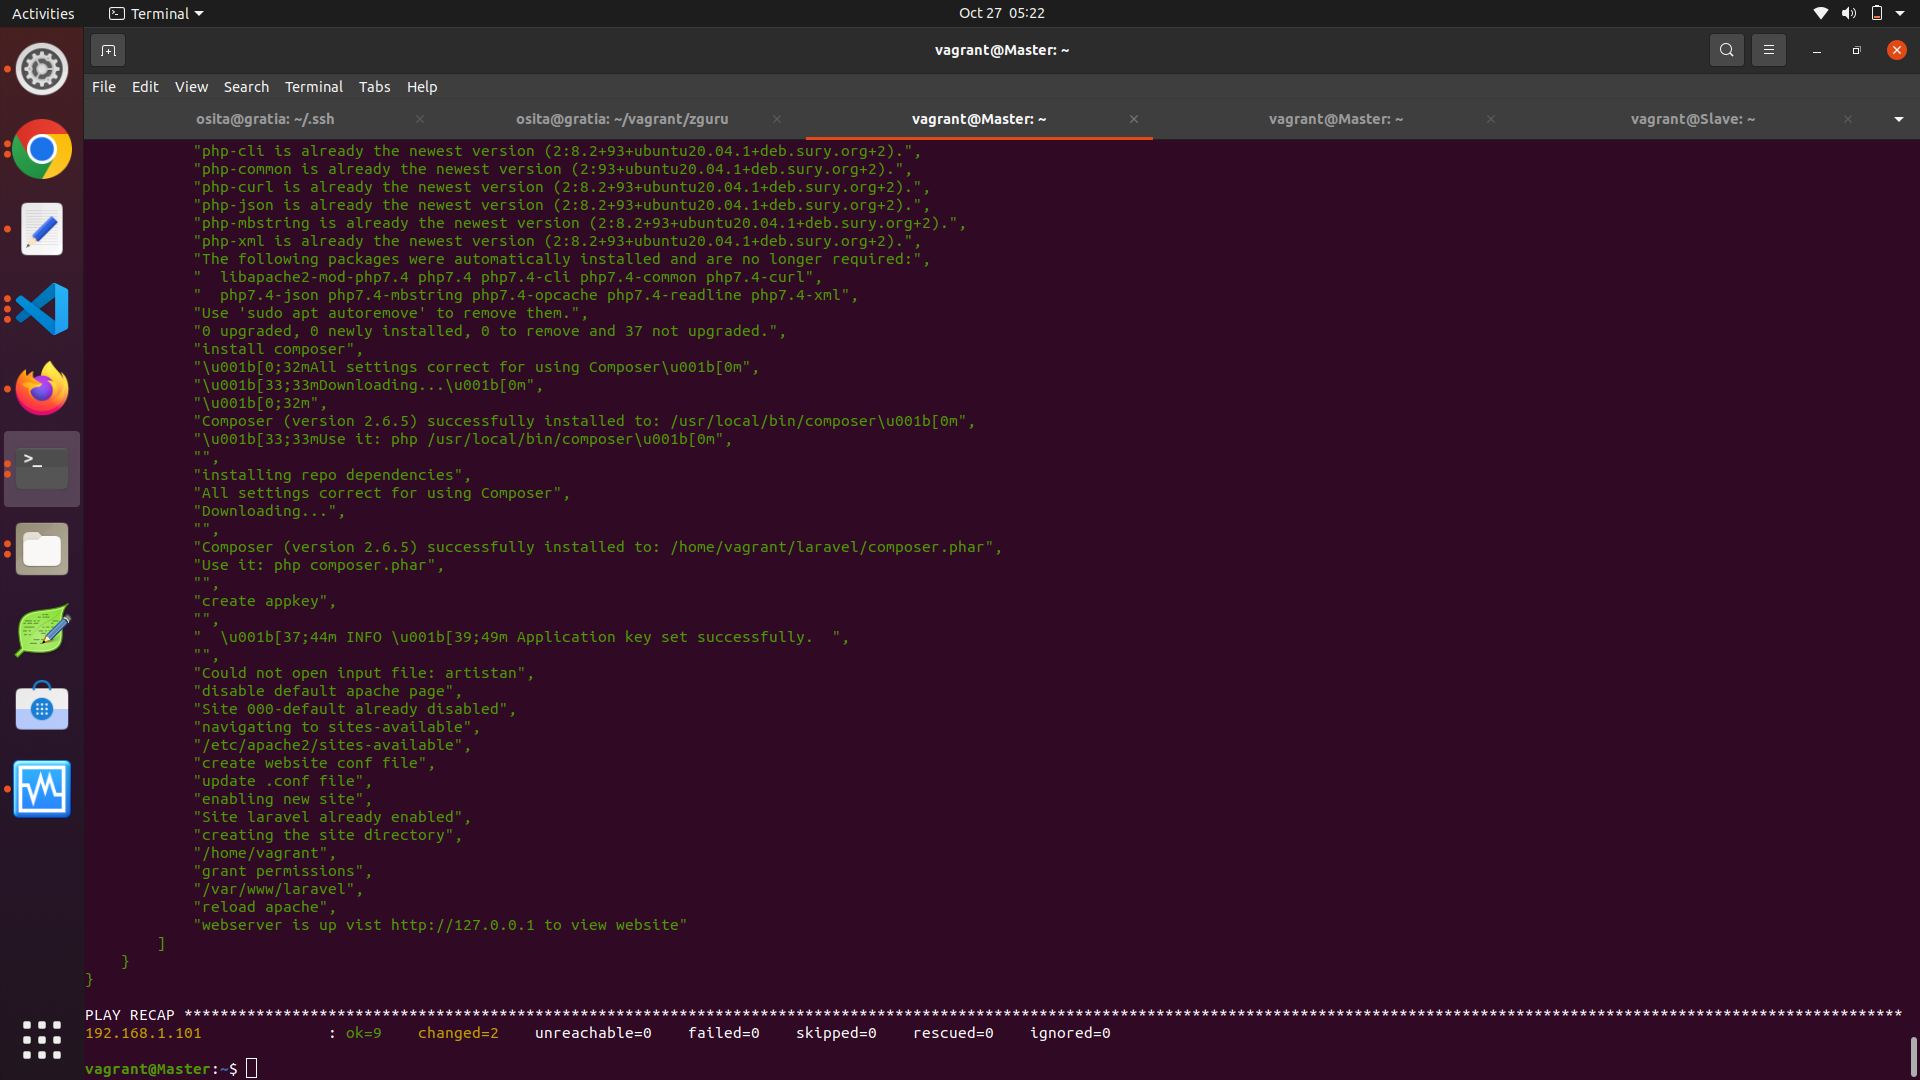 Activities
Terminal
Oct 27 05:22
vagrant@Master: ~
File Edit View Search Terminal Tabs Help
osita@gratia: ~/.ssh
osita@gratia: ~/vagrant/zguru
vagrant@Master: ~
vagrant@Master: ~
vagrant@Slave: ~
"php-cli is already the newest version (2:8.2+93+ubuntu20.04.1+deb.sury.org+2).",
"php-common is already the newest version (2:93+ubuntu20.04.1+deb.sury.org+2).",
"php-curl is already the newest version (2:8.2+93+ubuntu20.04.1+deb.sury.org+2).",
"php-json is already the newest version (2:8.2+93+ubuntu20.04.1+deb.sury.org+2).",
"php-mbstring is already the newest version (2:8.2+93+ubuntu20.04.1+deb.sury.org+2).",
"php-xml is already the newest version (2:8.2+93+ubuntu20.04.1+deb.sury.org+2).",
"The following packages were automatically installed and are no longer required:",
"  libapache2-mod-php7.4 php7.4 php7.4-cli php7.4-common php7.4-curl",
"  php7.4-json php7.4-mbstring php7.4-opcache php7.4-readline php7.4-xml",
"Use 'sudo apt autoremove' to remove them.",
"0 upgraded, 0 newly installed, 0 to remove and 37 not upgraded.",
"install composer",
"\u001b[0;32mAll settings correct for using Composer\u001b[0m",
"\u001b[33;33mDownloading...\u001b[0m",
"\u001b[0;32m",
"Composer (version 2.6.5) successfully installed to: /usr/local/bin/composer\u001b[0m",
"\u001b[33;33mUse it: php /usr/local/bin/composer\u001b[0m",
"",
"installing repo dependencies",
"All settings correct for using Composer",
"Downloading...",
"",
"Composer (version 2.6.5) successfully installed to: /home/vagrant/laravel/composer.phar",
"Use it: php composer.phar",
"",
"create appkey",
"",
"  \u001b[37;44m INFO \u001b[39;49m Application key set successfully.  ",
"",
"Could not open input file: artistan",
"disable default apache page",
"Site 000-default already disabled",
"navigating to sites-available",
"/etc/apache2/sites-available",
"create website conf file",
"update .conf file",
"enabling new site",
"Site laravel already enabled",
"creating the site directory",
"/home/vagrant",
"grant permissions",
"/var/www/laravel",
"reload apache",
"webserver is up vist http://127.0.0.1 to view website"
]
}
}
PLAY RECAP ***********************************************************************************************************************************************************************************************
192.168.1.101 : ok=9 changed=2 unreachable=0 failed=0 skipped=0 rescued=0 ignored=0
vagrant@Master:~$